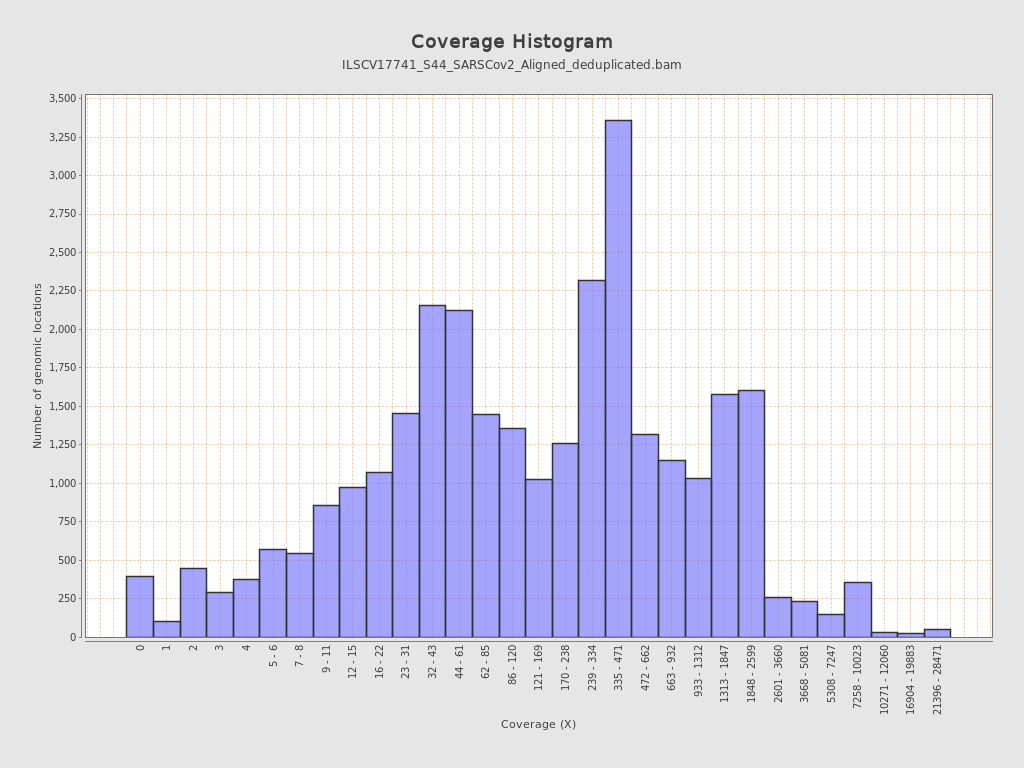 Coverage Histogram
ILSCV17741_S44_SARSCov2_Aligned_deduplicated.bam
3,500
3,250
3,000
2,750
2,500
2,250
2,000
1,750
1,500
1,250
1,000
750
500
250
0
Number of genomic locations
0
1
2
3
4
5 - 6
7 - 8
9 - 11
12 - 15
16 - 22
23 - 31
32 - 43
44 - 61
62 - 85
86 - 120
121 - 169
170 - 238
239 - 334
335 - 471
472 - 662
663 - 932
933 - 1312
1313 - 1847
1848 - 2599
2601 - 3660
3668 - 5081
5308 - 7247
7258 - 10023
10271 - 12060
16904 - 19883
21396 - 28471
Coverage (X)